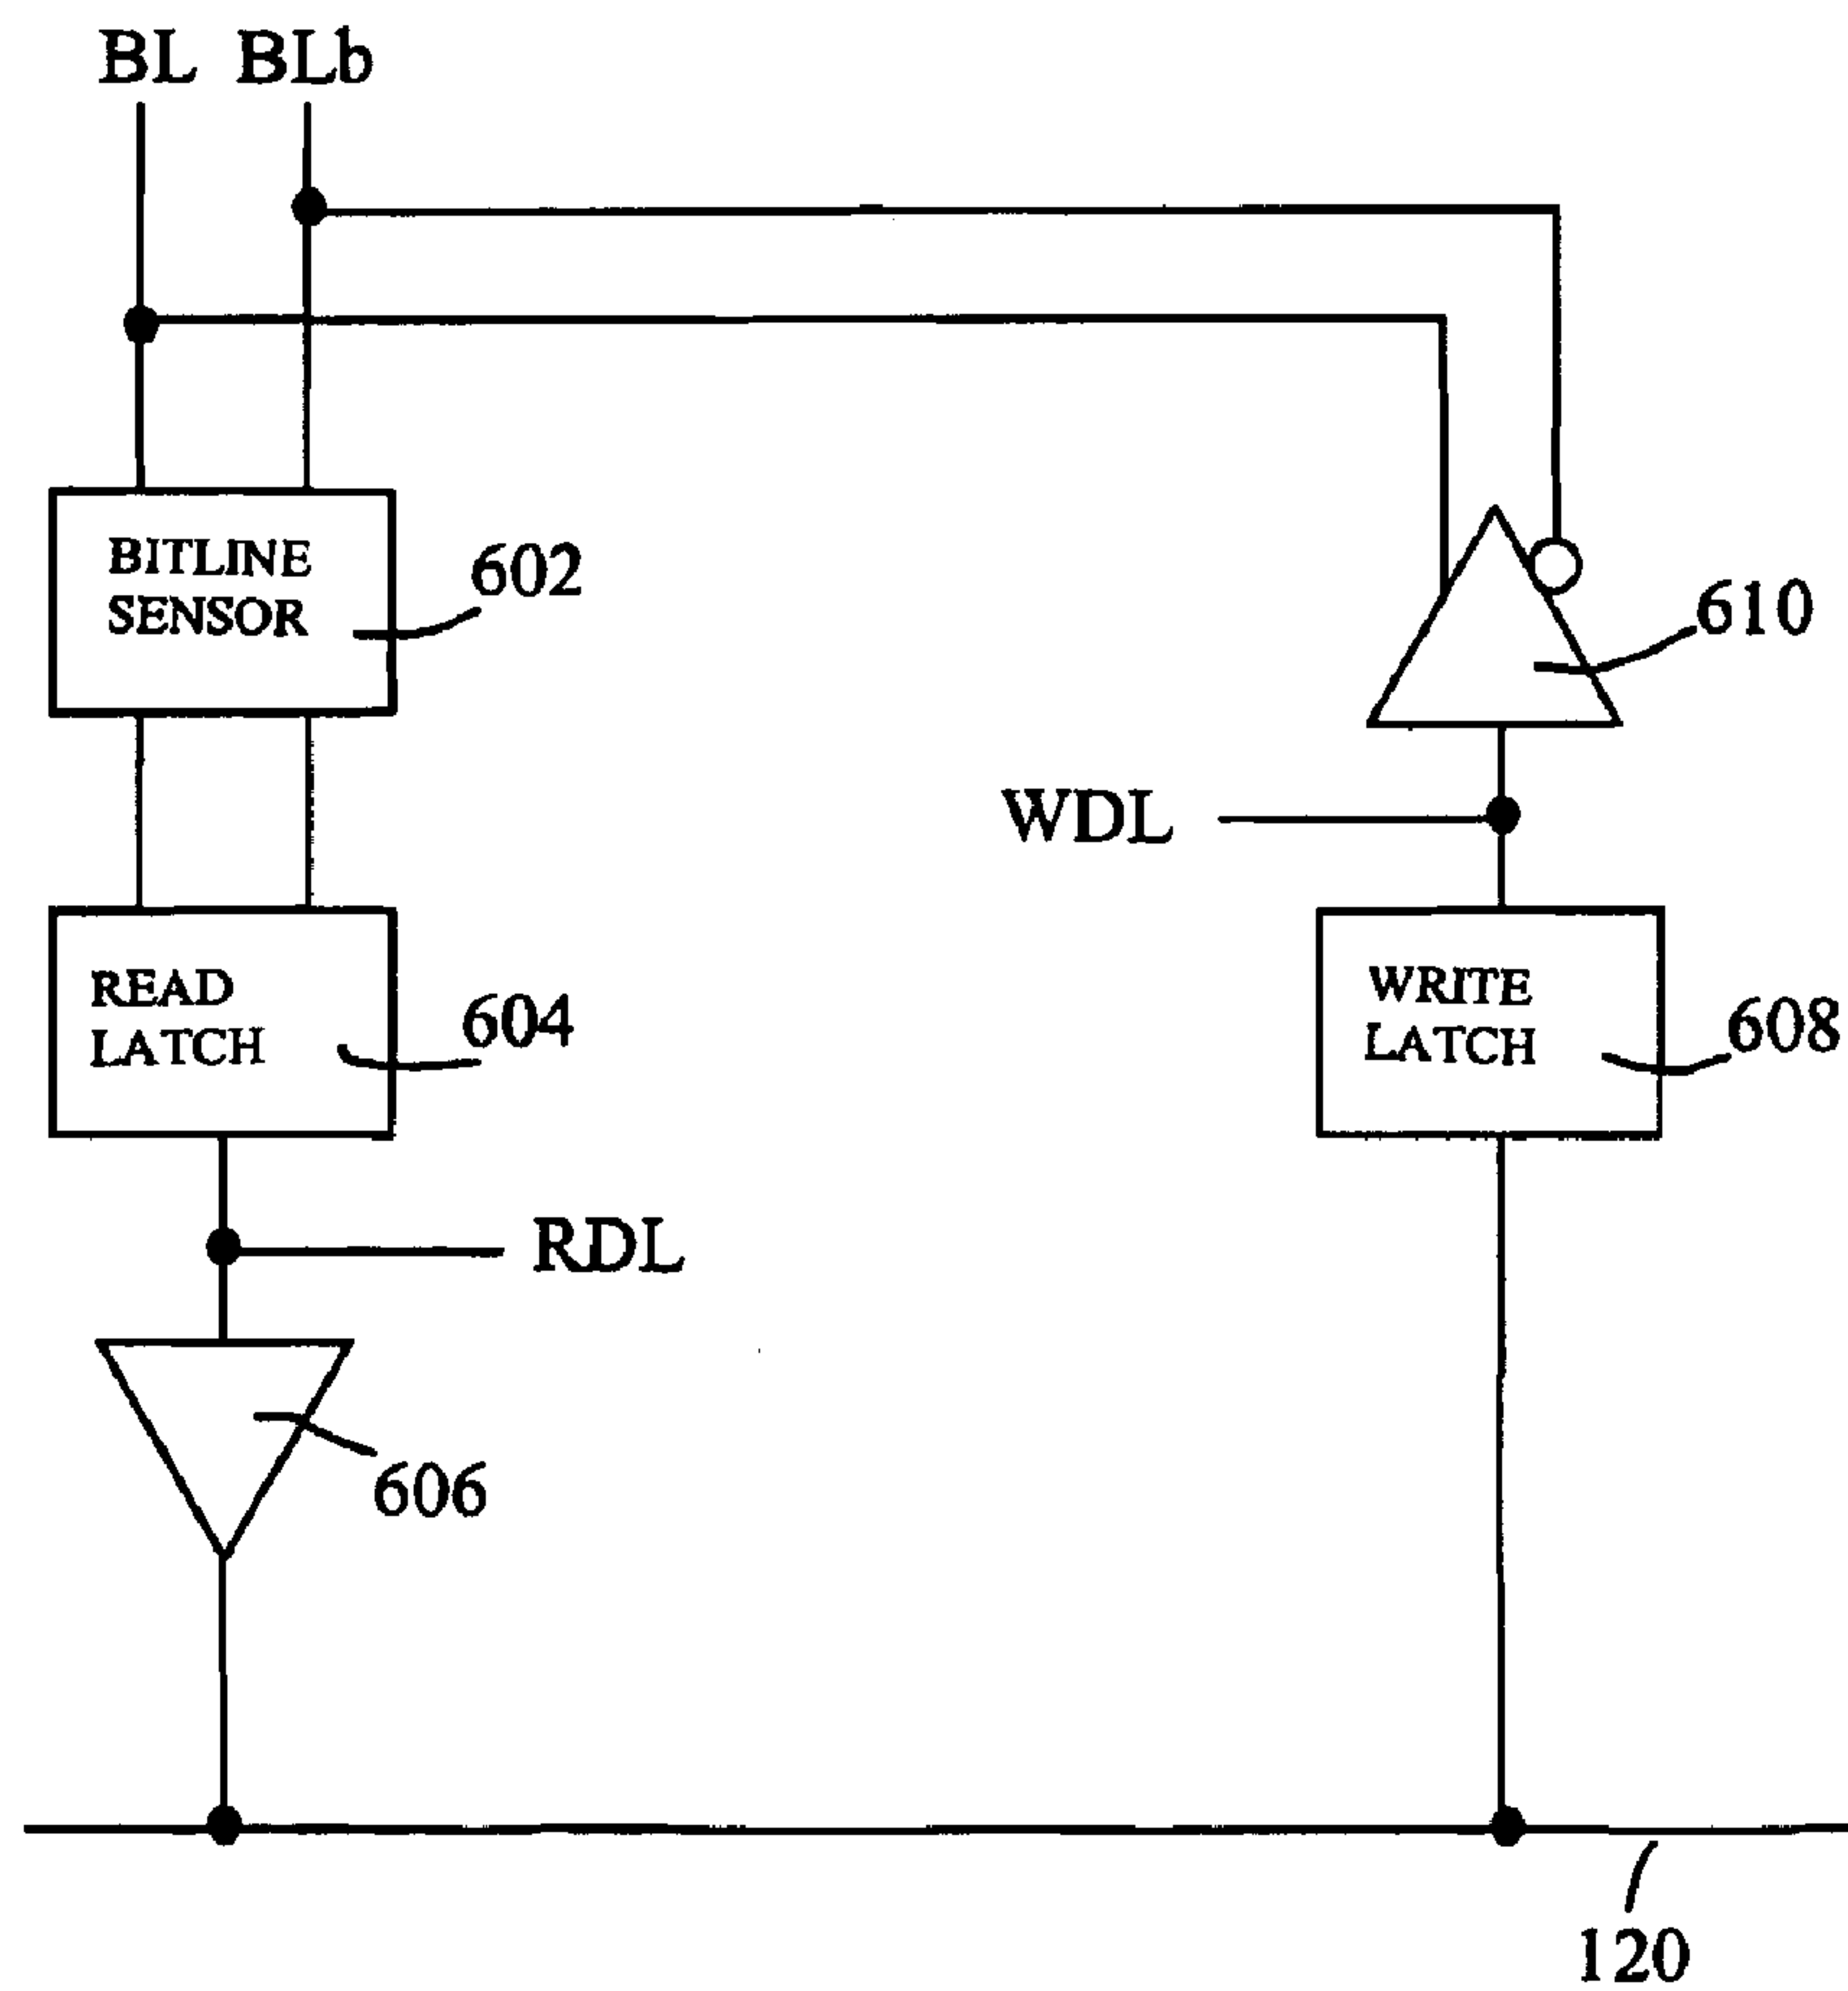 BL BLb
BITLINE
SENSOR
602
610
WDL
READ
LATCH
604
WRITE
LATCH
608
RDL
606
120